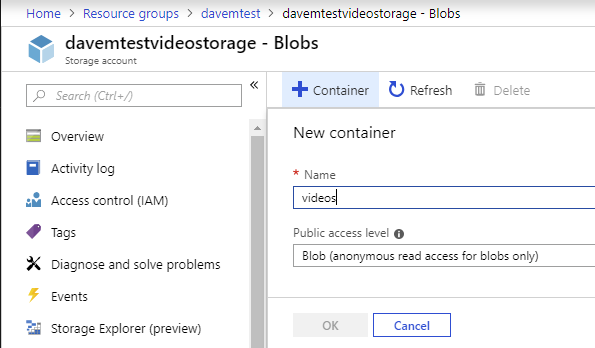 Home > Resource groups > davemtest > davemtestvideostorage - Blobs
davemtestvideostorage - Blobs
Storage account
Search (Ctrl+/)
«
Overview
Activity log
Access control (IAM)
Tags
Diagnose and solve problems
Events
Storage Explorer (preview)
+ Container
Refresh
Delete
New container
* Name
videos
Public access level
Blob (anonymous read access for blobs only)
OK
Cancel